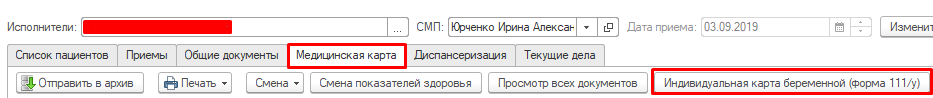 Исполнители: ... СМП: Юрченко Ирина Алексан Дата приема: 03.09.2019 Изменит
Список пациентов Приемы Общие документы Медицинская карта Диспансеризация Текущие дела
Отправить в архив Печать Смена Смена показателей здоровья Просмотр всех документов Индивидуальная карта беременной (форма 111/у)